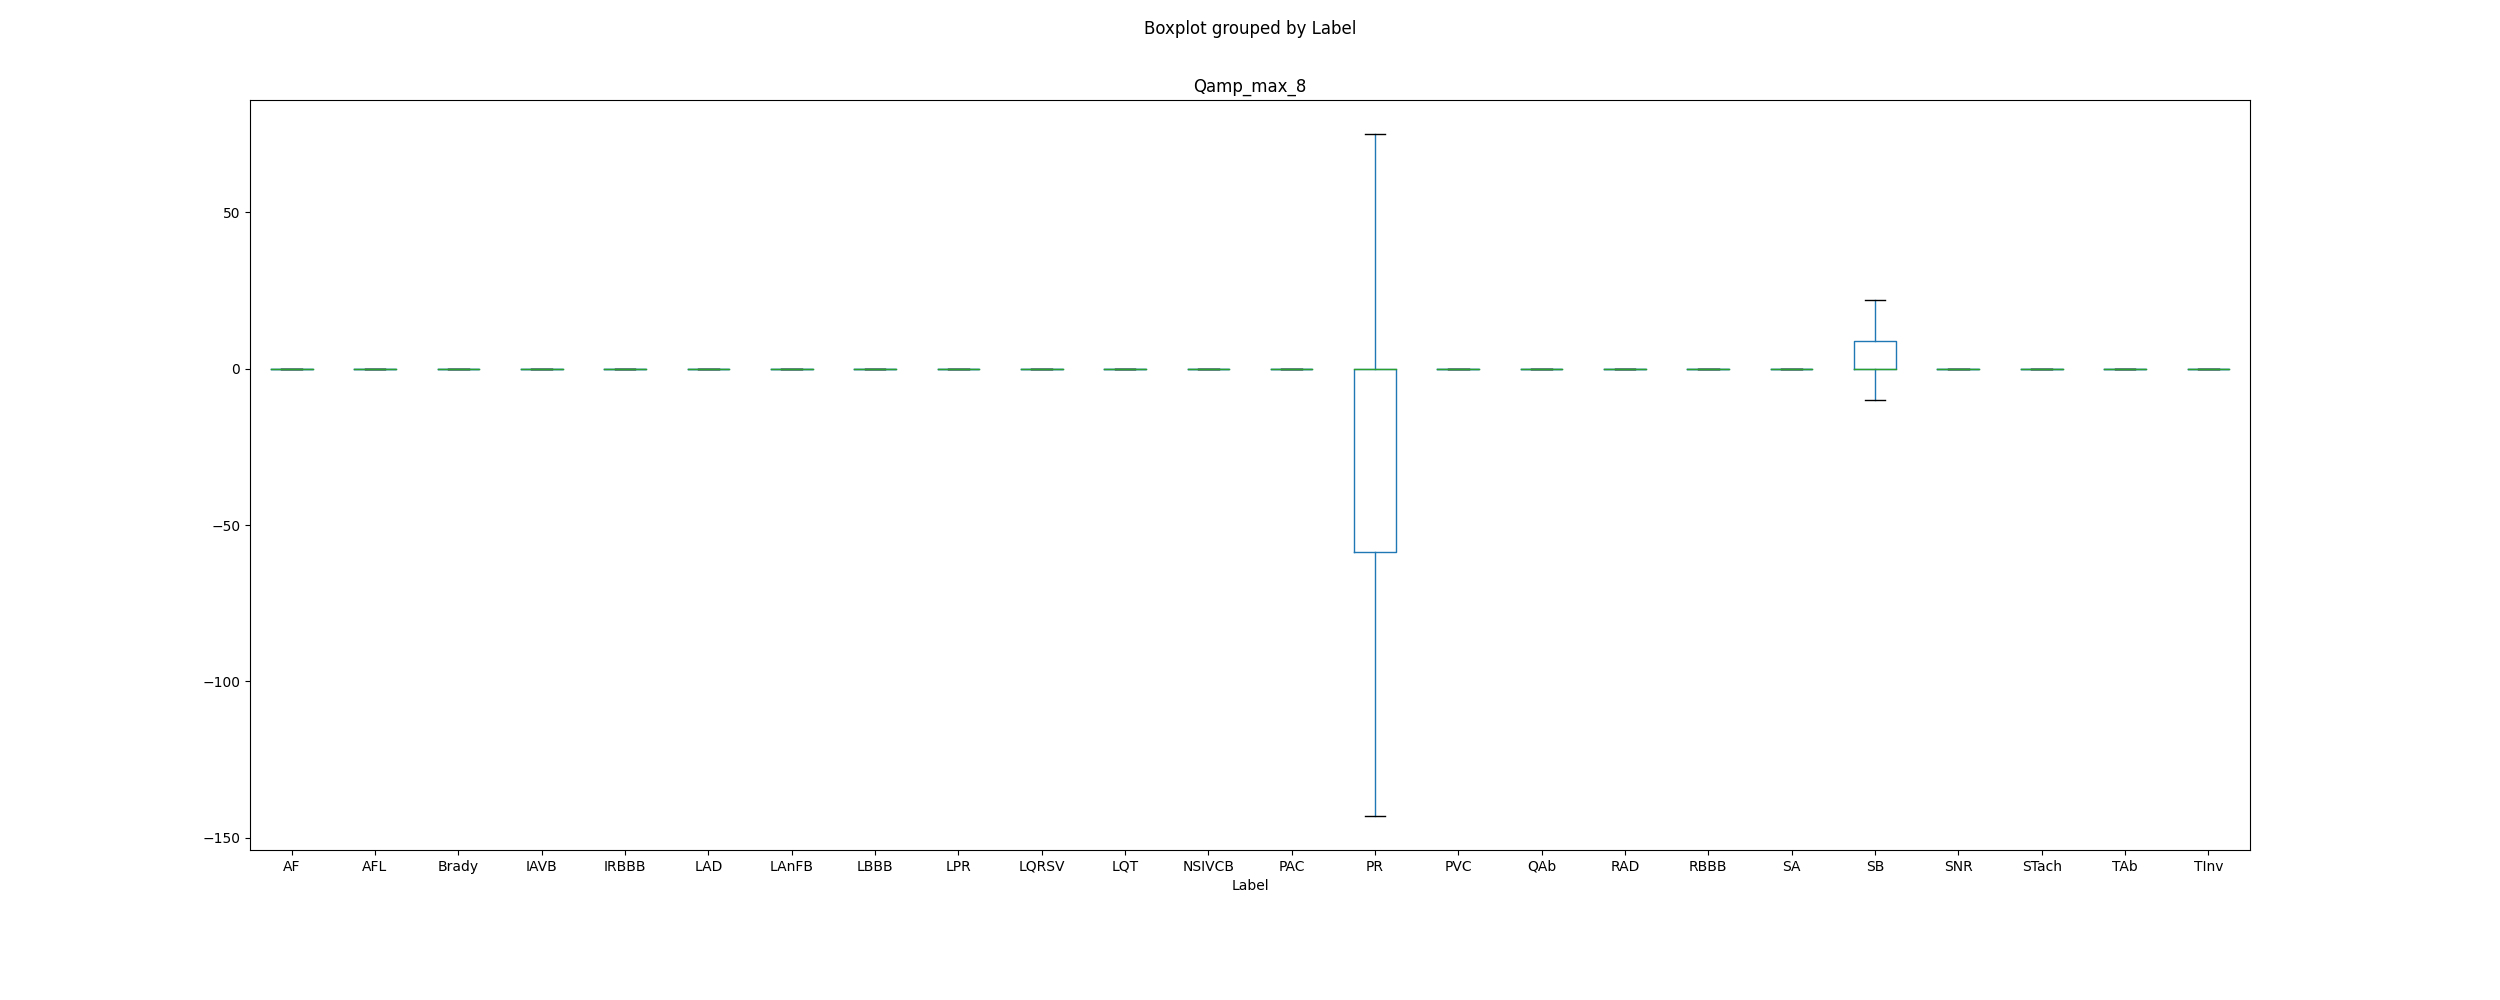 Boxplot grouped by Label
Qamp_max_8
50
0
−50
−100
−150
AF AFL Brady IAVB IRBBB LAD LAnFB LBBB LPR LQRSV LQT NSIVCB PAC PR PVC QAb RAD RBBB SA SB SNR STach TAb TInv
Label